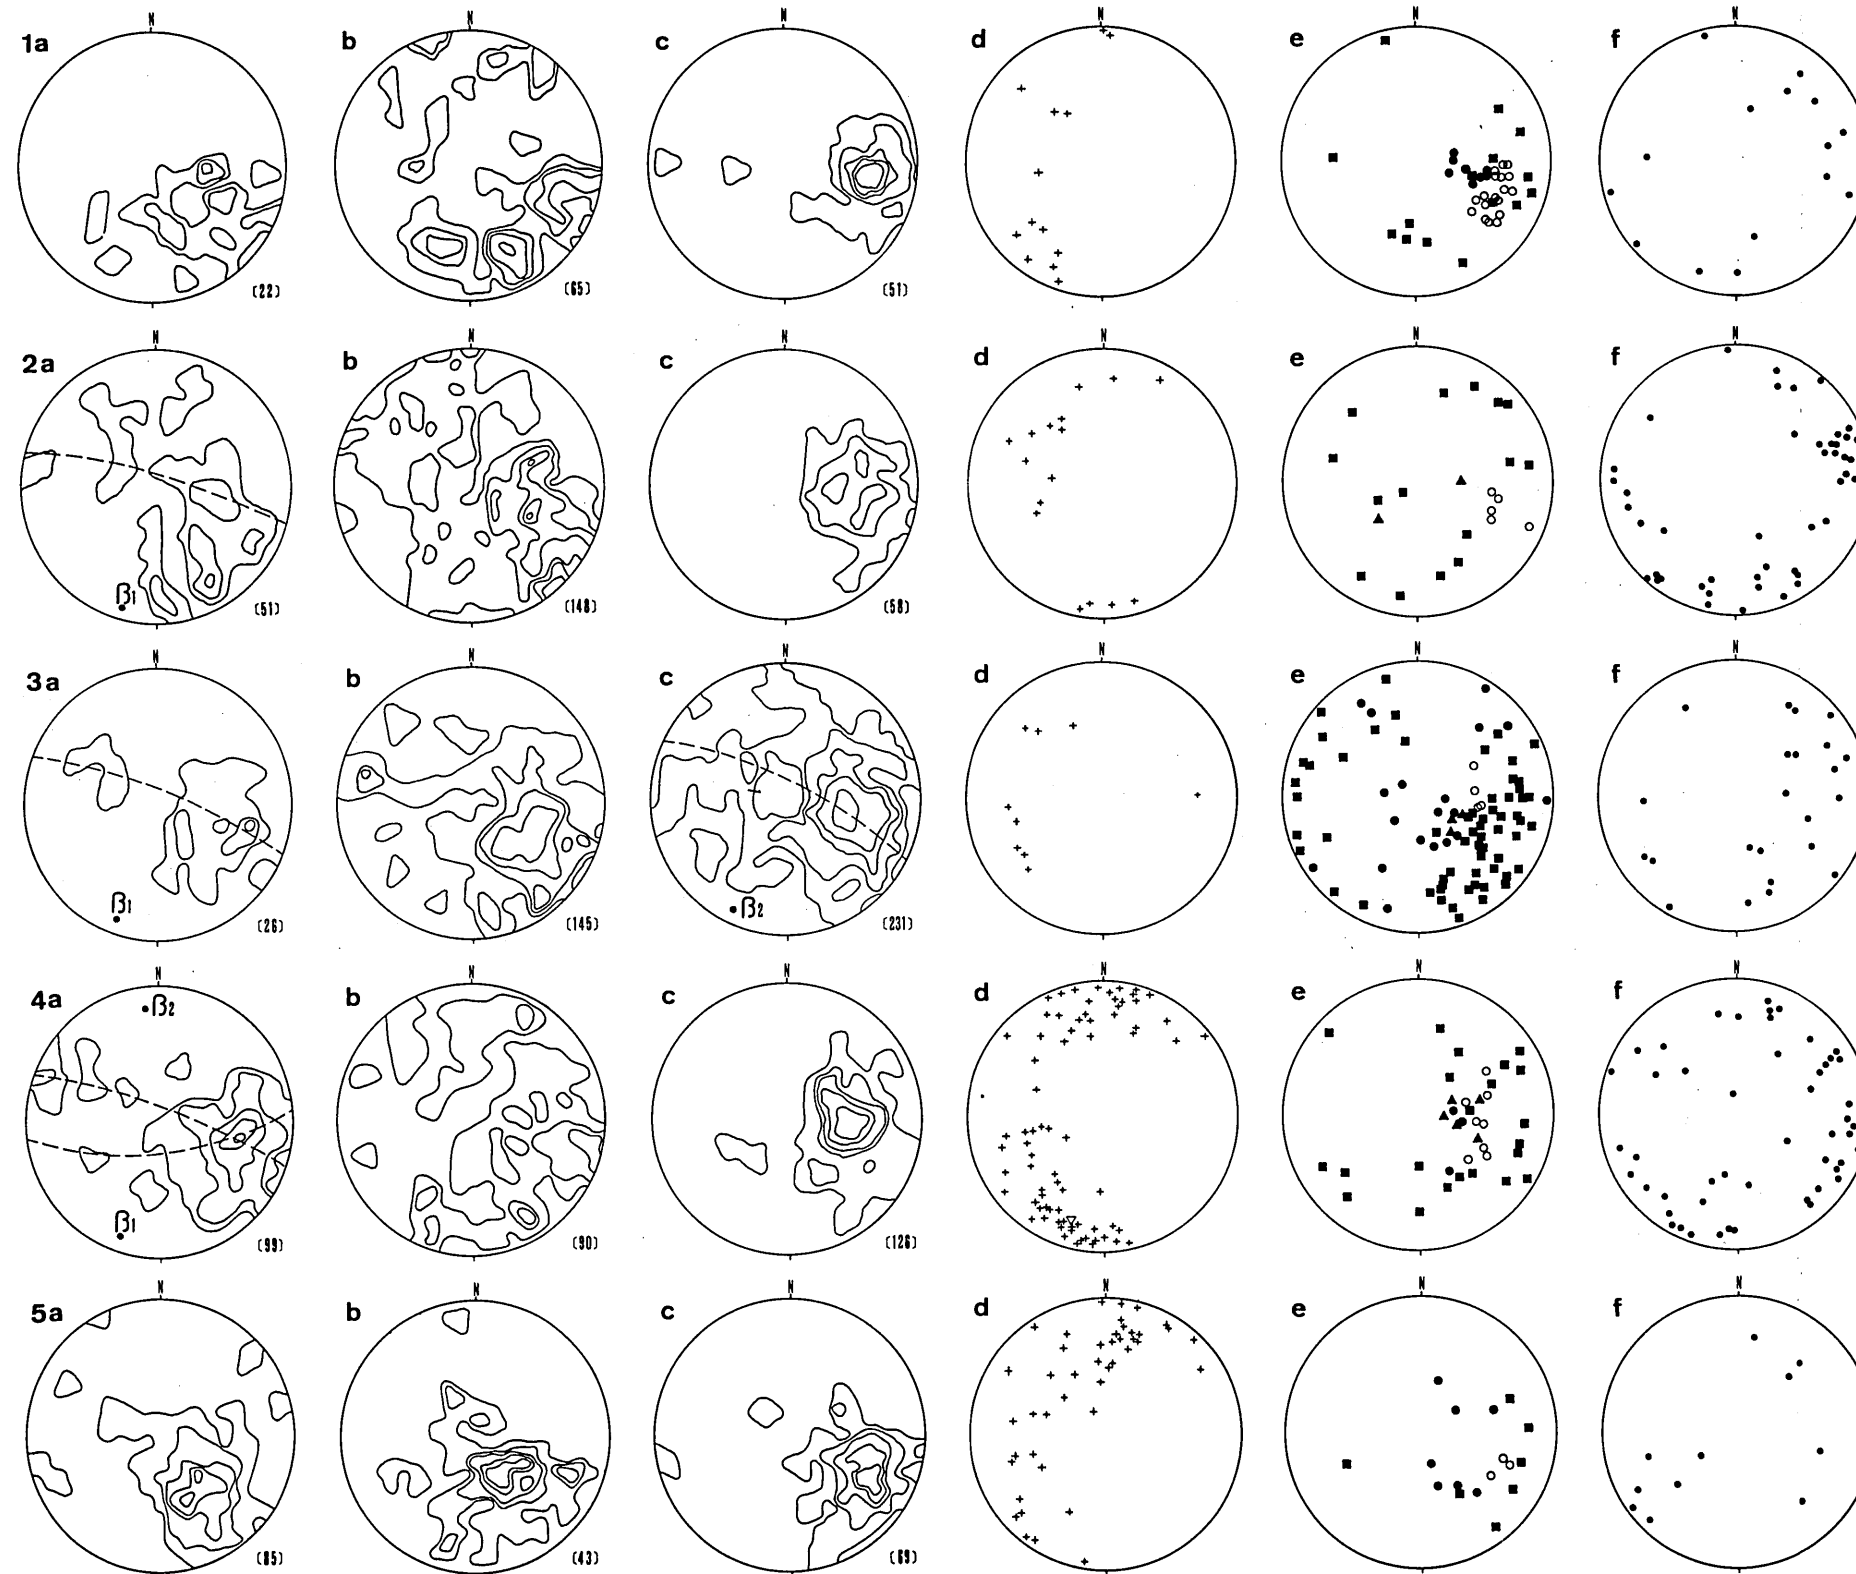 N N N N N N
1a b c d e f
(22) (65) (51)
N N N N N N
2a b c d e f
β1
(51) (148) (58)
N N N N N N
3a b c d e f
β1 β2
(26) (145) (231)
N N N N N N
4a b c d e f
β2
β1
(99) (90) (126)
N N N N N N
5a b c d e f
(85) (43) (69)